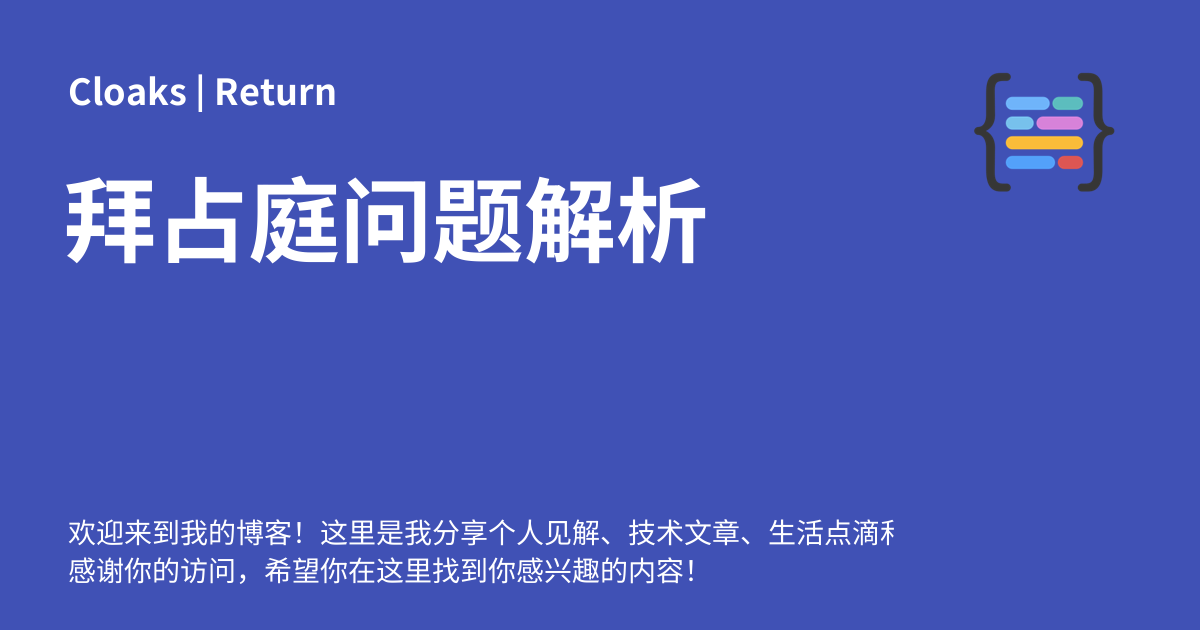 Cloaks | Return
拜占庭问题解析
欢迎来到我的博客！这里是我分享个人见解、技术文章、生活点滴
感谢你的访问，希望你在这里找到你感兴趣的内容！